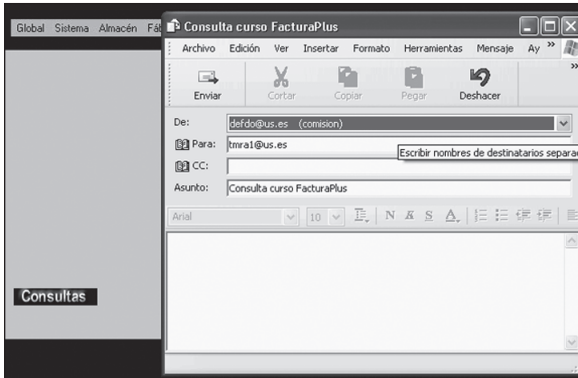 Consulta curso FacturaPlus
Global Sistema Almacén Fá
Archivo Edición Ver Insertar Formato Herramientas Mensaje Ay »
Enviar Cortar Copiar Pegar Deshacer »
De: defdo@us.es (comision)
Para: tmra1@us.es
Escribir nombres de destinatarios separa
CC:
Asunto: Consulta curso FacturaPlus
Arial 10 N K S A
Consultas